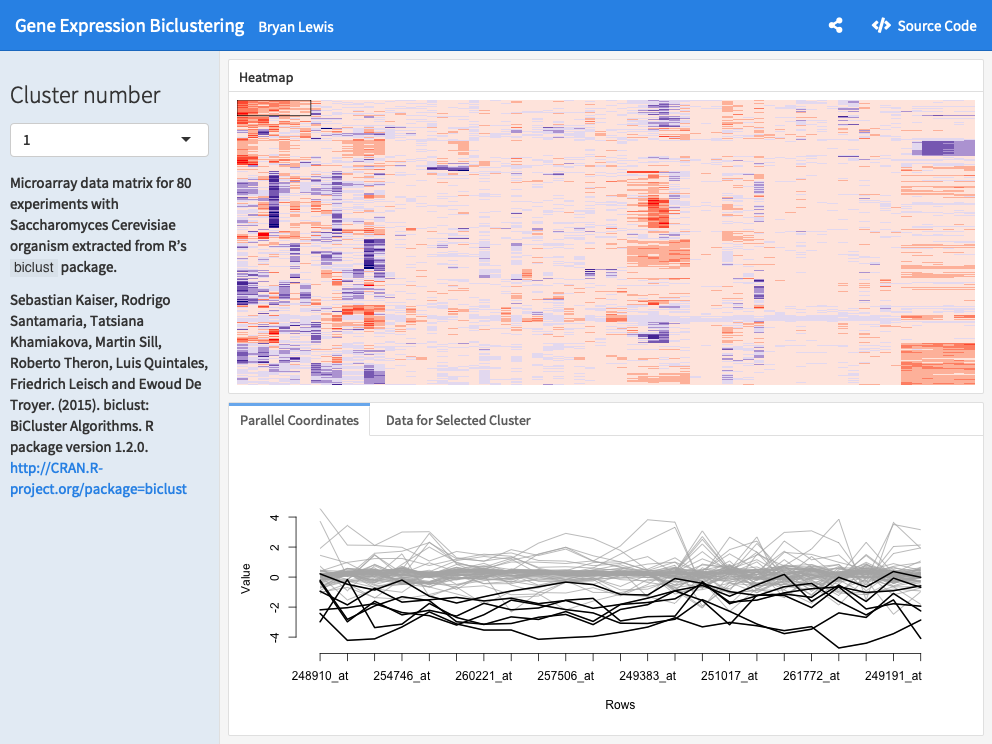 Gene Expression Biclustering Bryan Lewis
Source Code
Cluster number
1
Microarray data matrix for 80
experiments with
Saccharomyces Cerevisiae
organism extracted from R’s
biclust package.
Sebastian Kaiser, Rodrigo
Santamaria, Tatsiana
Khamiakova, Martin Sill,
Roberto Theron, Luis Quintales,
Friedrich Leisch and Ewoud De
Troyer. (2015). biclust:
BiCluster Algorithms. R
package version 1.2.0.
http://CRAN.R-
project.org/package=biclust
Heatmap
Parallel Coordinates Data for Selected Cluster
4
2
0
-2
-4
Value
248910_at 254746_at 260221_at 257506_at 249383_at 251017_at 261772_at 249191_at
Rows